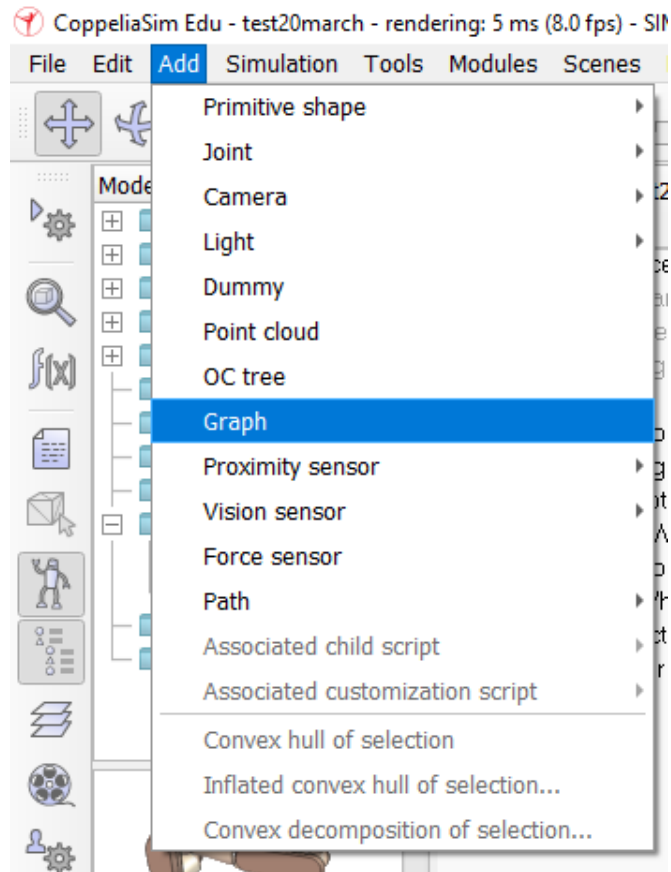 CoppeliaSim Edu - test20march - rendering: 5 ms (8.0 fps) - SIM
File Edit Add Simulation Tools Modules Scenes
Primitive shape
Joint
Camera
Light
Dummy
Point cloud
OC tree
Graph
Proximity sensor
Vision sensor
Force sensor
Path
Associated child script
Associated customization script
Convex hull of selection
Inflated convex hull of selection...
Convex decomposition of selection...
Mode
f(x)